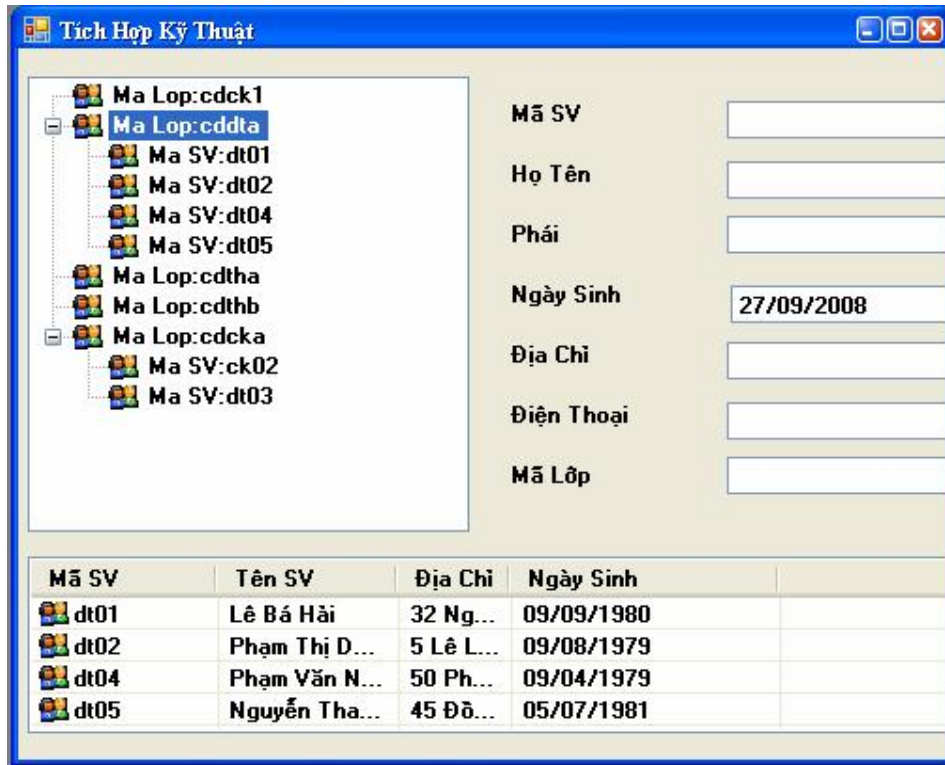 Tích Hợp Kỹ Thuật
Ma Lop:cdck1
Ma Lop:cddta
Ma SV:dt01
Ma SV:dt02
Ma SV:dt04
Ma SV:dt05
Ma Lop:cdtha
Ma Lop:cdthb
Ma Lop:cdcka
Ma SV:ck02
Ma SV:dt03
Mã SV
Họ Tên
Phái
Ngày Sinh 27/09/2008
Địa Chỉ
Điện Thoại
Mã Lớp
Mã SV Tên SV Địa Chỉ Ngày Sinh
dt01 Lê Bá Hải 32 Ng... 09/09/1980
dt02 Phạm Thị D... 5 Lê L... 09/08/1979
dt04 Phạm Văn N... 50 Ph... 09/04/1979
dt05 Nguyễn Tha... 45 Đồ... 05/07/1981